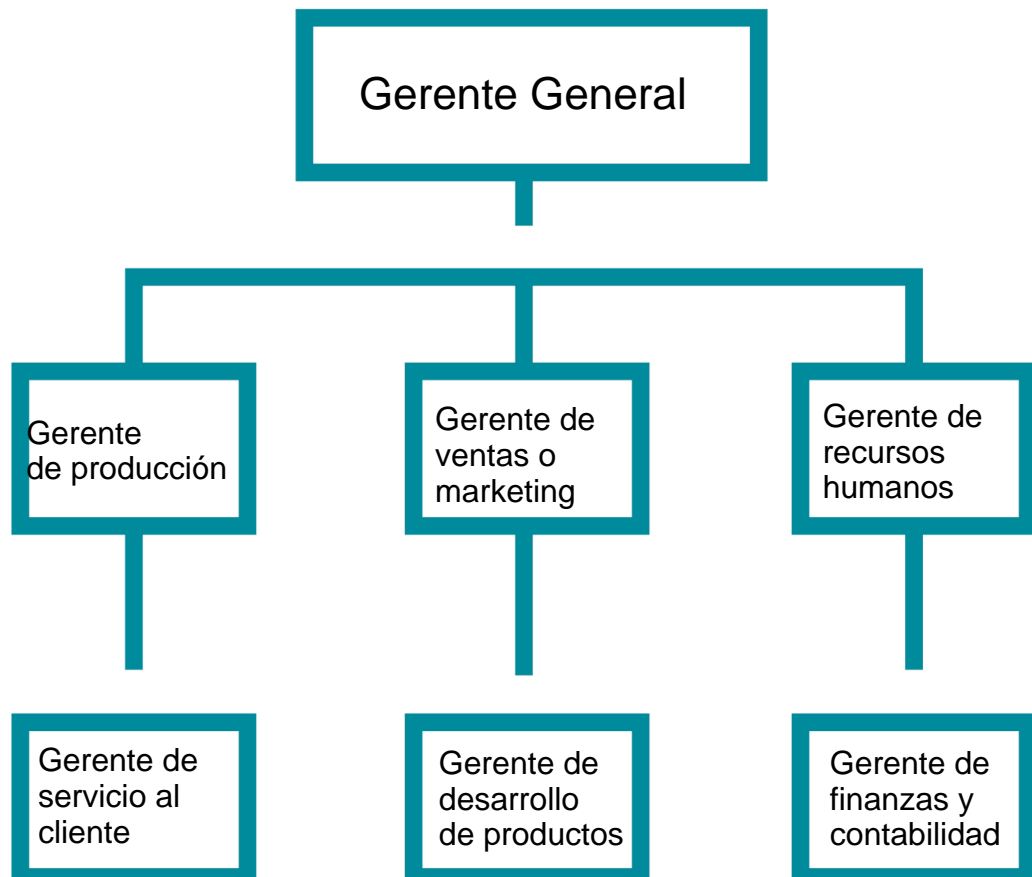 Gerente General
Gerente
de producción
Gerente de
ventas o
marketing
Gerente de
recursos
humanos
Gerente de
servicio al
cliente
Gerente de
desarrollo
de productos
Gerente de
finanzas y
contabilidad